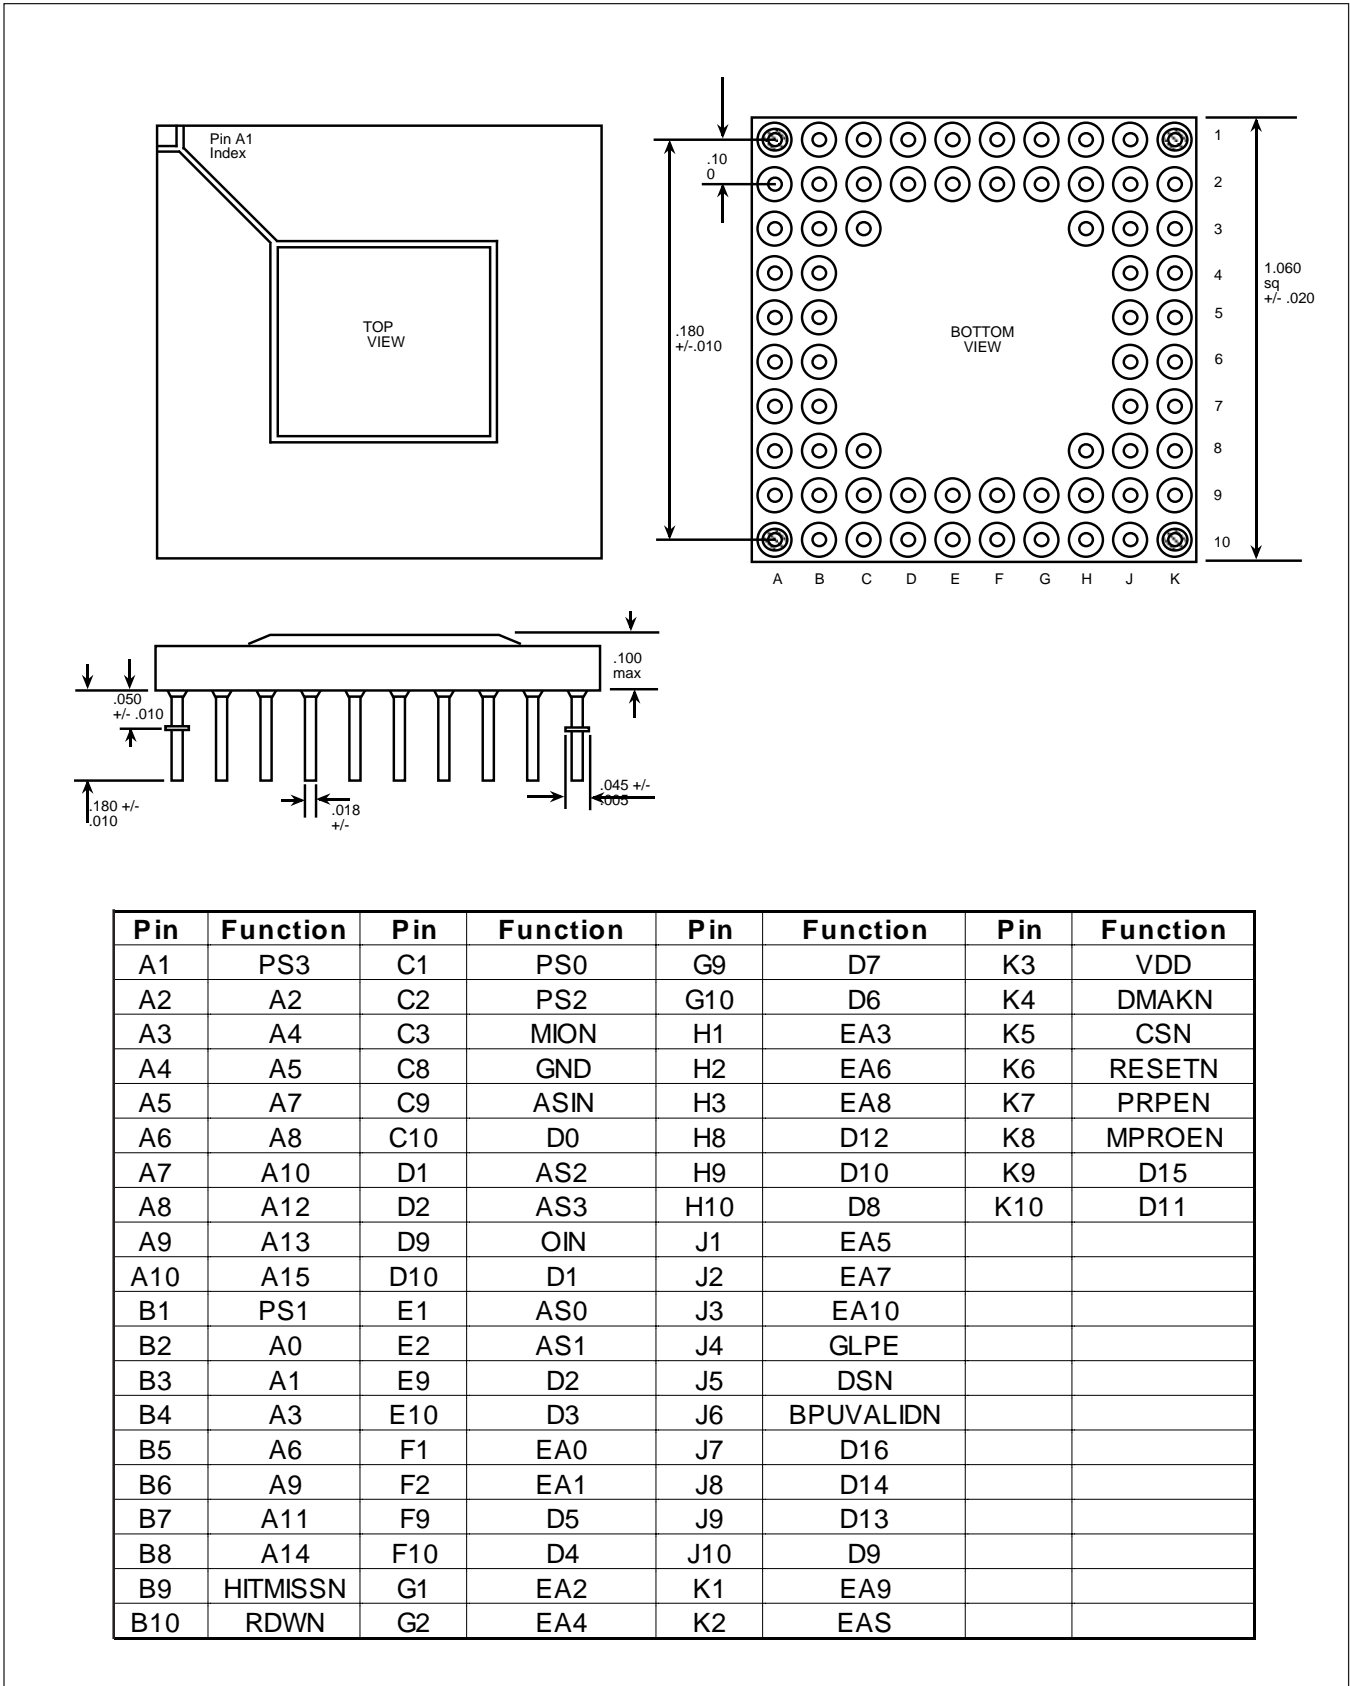 Pin A1
Index
TOP
VIEW
.10
0
.180
+/-.010
BOTTOM
VIEW
1
2
3
4
5
6
7
8
9
10
1.060
sq
+/- .020
A B C D E F G H J K
.100
max
.050
+/- .010
.180 +/-
.010
.018
+/-
.045 +/-
.005
Pin Function Pin Function Pin Function Pin Function
A1 PS3 C1 PS0 G9 D7 K3 VDD
A2 A2 C2 PS2 G10 D6 K4 DMAKN
A3 A4 C3 MION H1 EA3 K5 CSN
A4 A5 C8 GND H2 EA6 K6 RESETN
A5 A7 C9 ASIN H3 EA8 K7 PRPEN
A6 A8 C10 D0 H8 D12 K8 MPROEN
A7 A10 D1 AS2 H9 D10 K9 D15
A8 A12 D2 AS3 H10 D8 K10 D11
A9 A13 D9 OIN J1 EA5
A10 A15 D10 D1 J2 EA7
B1 PS1 E1 AS0 J3 EA10
B2 A0 E2 AS1 J4 GLPE
B3 A1 E9 D2 J5 DSN
B4 A3 E10 D3 J6 BPUVALIDN
B5 A6 F1 EA0 J7 D16
B6 A9 F2 EA1 J8 D14
B7 A11 F9 D5 J9 D13
B8 A14 F10 D4 J10 D9
B9 HITMISSN G1 EA2 K1 EA9
B10 RDWN G2 EA4 K2 EAS